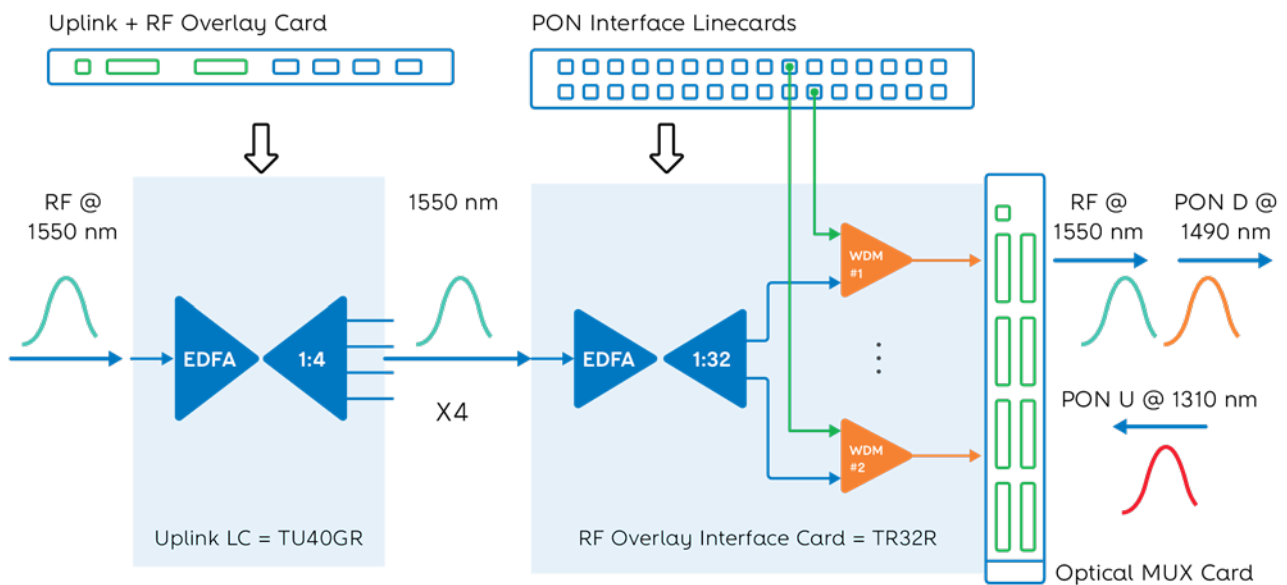 Uplink + RF Overlay Card
PON Interface Linecards
RF @
1550 nm
1550 nm
RF @
1550 nm
PON D @
1490 nm
WDM
#1
EDFA
1:4
EDFA
1:32
X4
PON U @ 1310 nm
WDM
#2
Uplink LC = TU40GR
RF Overlay Interface Card = TR32R
Optical MUX Card